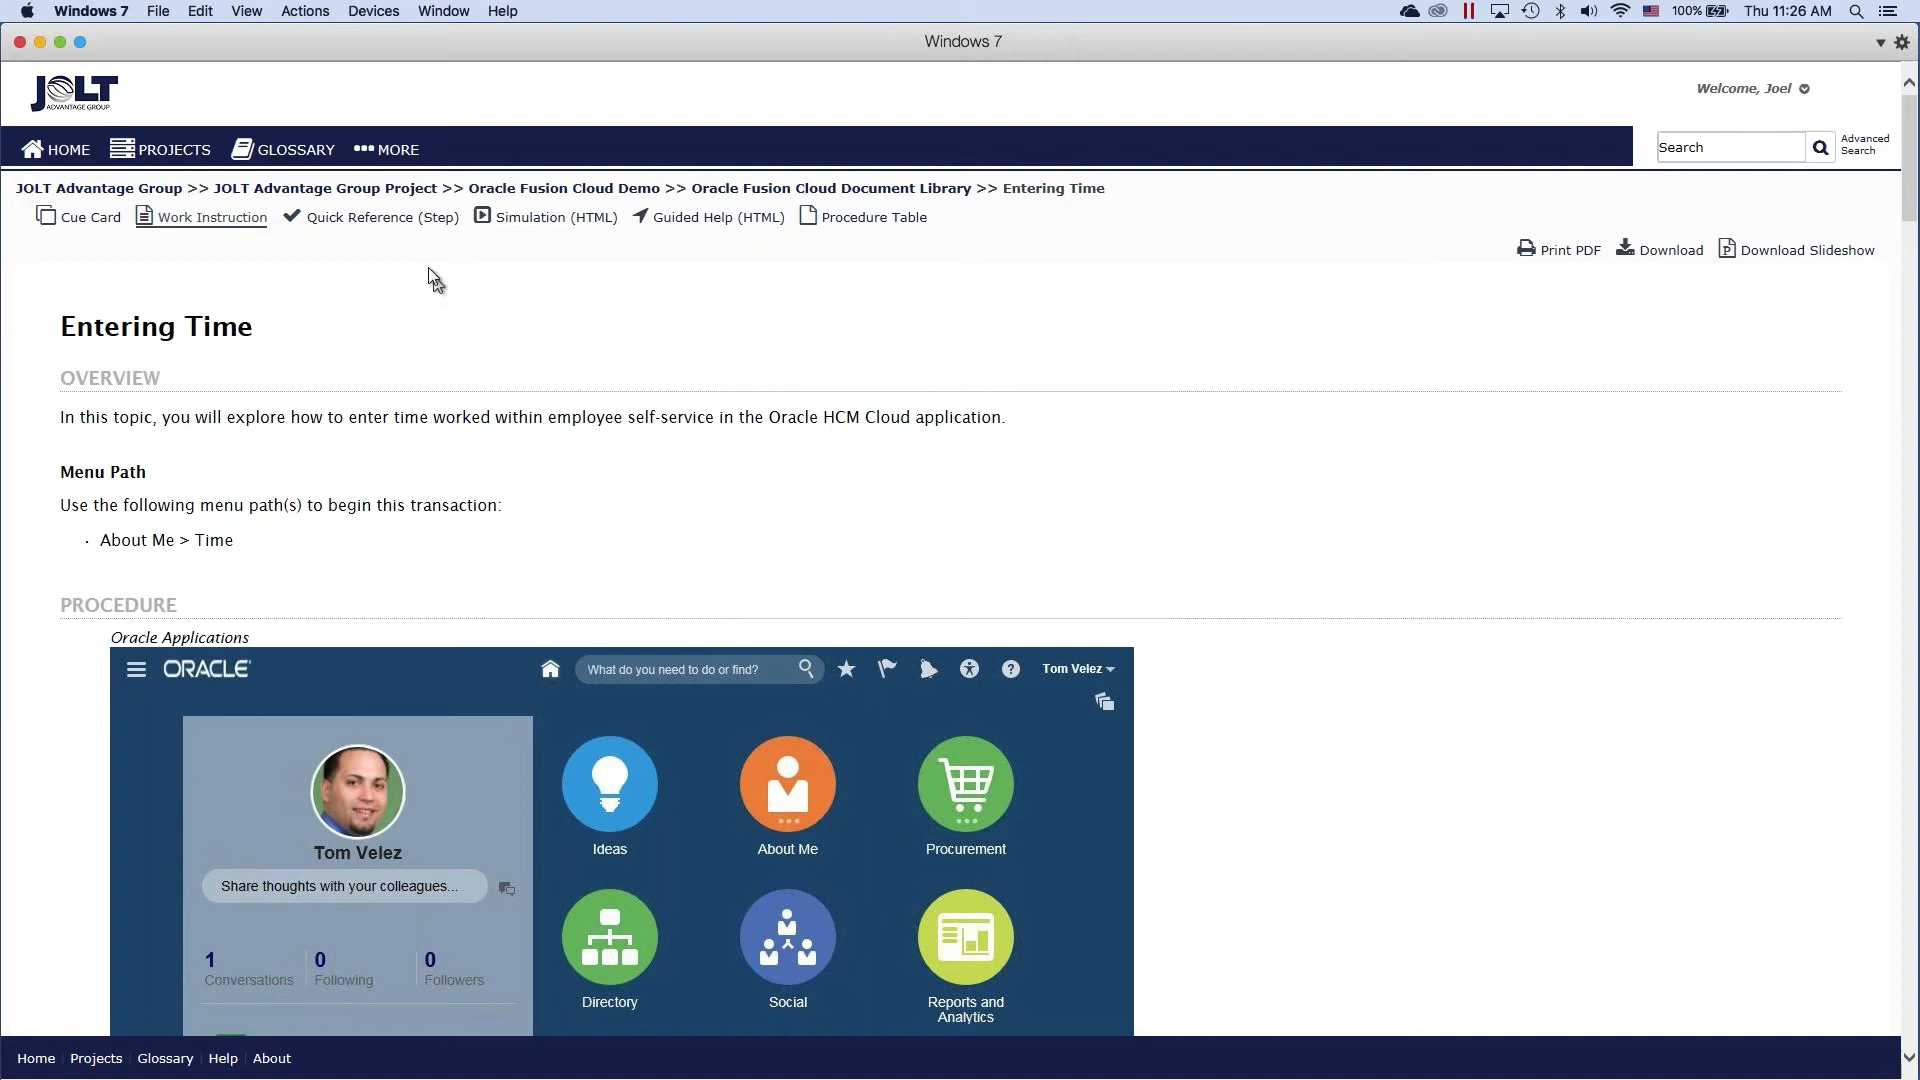 Windows 7 File Edit View Actions Devices Window Help 100% Thu 11:26 AM
Windows 7
JOLT
ADVANTAGE GROUP
Welcome, Joel
HOME PROJECTS GLOSSARY MORE
Search
Advanced
Search
JOLT Advantage Group >> JOLT Advantage Group Project >> Oracle Fusion Cloud Demo >> Oracle Fusion Cloud Document Library >> Entering Time
Cue Card Work Instruction Quick Reference (Step) Simulation (HTML) Guided Help (HTML) Procedure Table
Print PDF Download Download Slideshow
Entering Time
OVERVIEW
In this topic, you will explore how to enter time worked within employee self-service in the Oracle HCM Cloud application.
Menu Path
Use the following menu path(s) to begin this transaction:
· About Me > Time
PROCEDURE
Oracle Applications
ORACLE What do you need to do or find? Tom Velez
Tom Velez
Share thoughts with your colleagues...
1 0 0
Conversations Following Followers
Ideas About Me Procurement
Directory Social Reports and
Analytics
Home Projects Glossary Help About